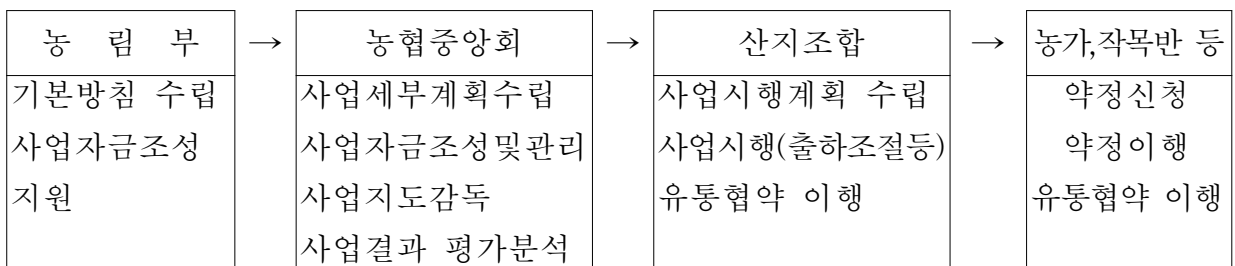 농 림 부 → 농협중앙회 → 산지조합 → 농가,작목반 등
기본방침 수립 사업세부계획수립 사업시행계획 수립 약정신청
사업자금조성 사업자금조성및관리 사업시행(출하조절등) 약정이행
지원 사업지도감독 유통협약 이행 유통협약 이행
사업결과 평가분석